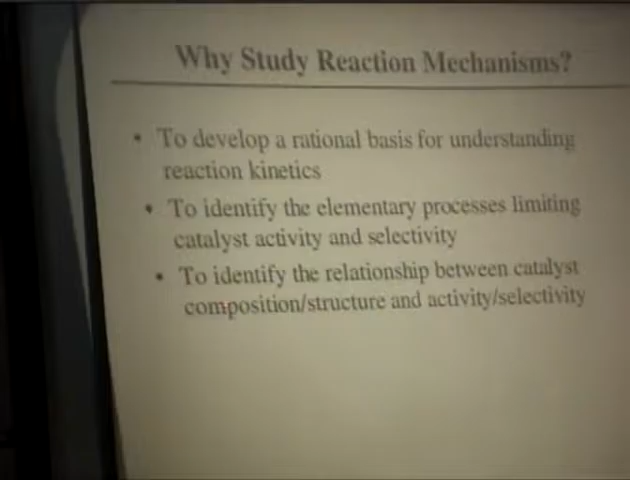 Why Study Reaction Mechanisms?
• To develop a rational basis for understanding
reaction kinetics
• To identify the elementary processes limiting
catalyst activity and selectivity
• To identify the relationship between catalyst
composition/structure and activity/selectivity